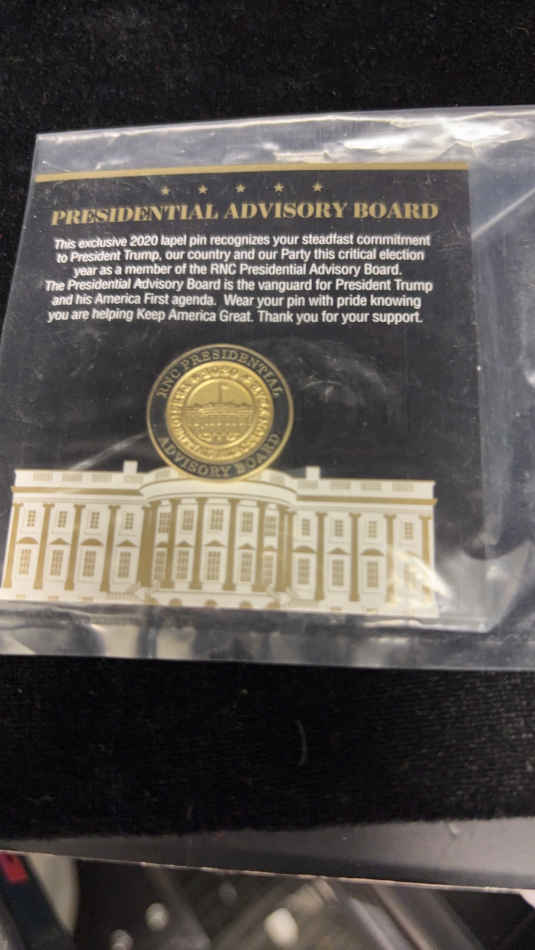 PRESIDENTIAL ADVISORY BOARD
This exclusive 2020 lapel pin recognizes your steadfast commitment
to President Trump, our country and our Party this critical election
year as a member of the RNC Presidential Advisory Board.
The Presidential Advisory Board is the vanguard for President Trump
and his America First agenda. Wear your pin with pride knowing
you are helping Keep America Great. Thank you for your support.
RNC PRESIDENTIAL
2020
ADVISORY BOARD